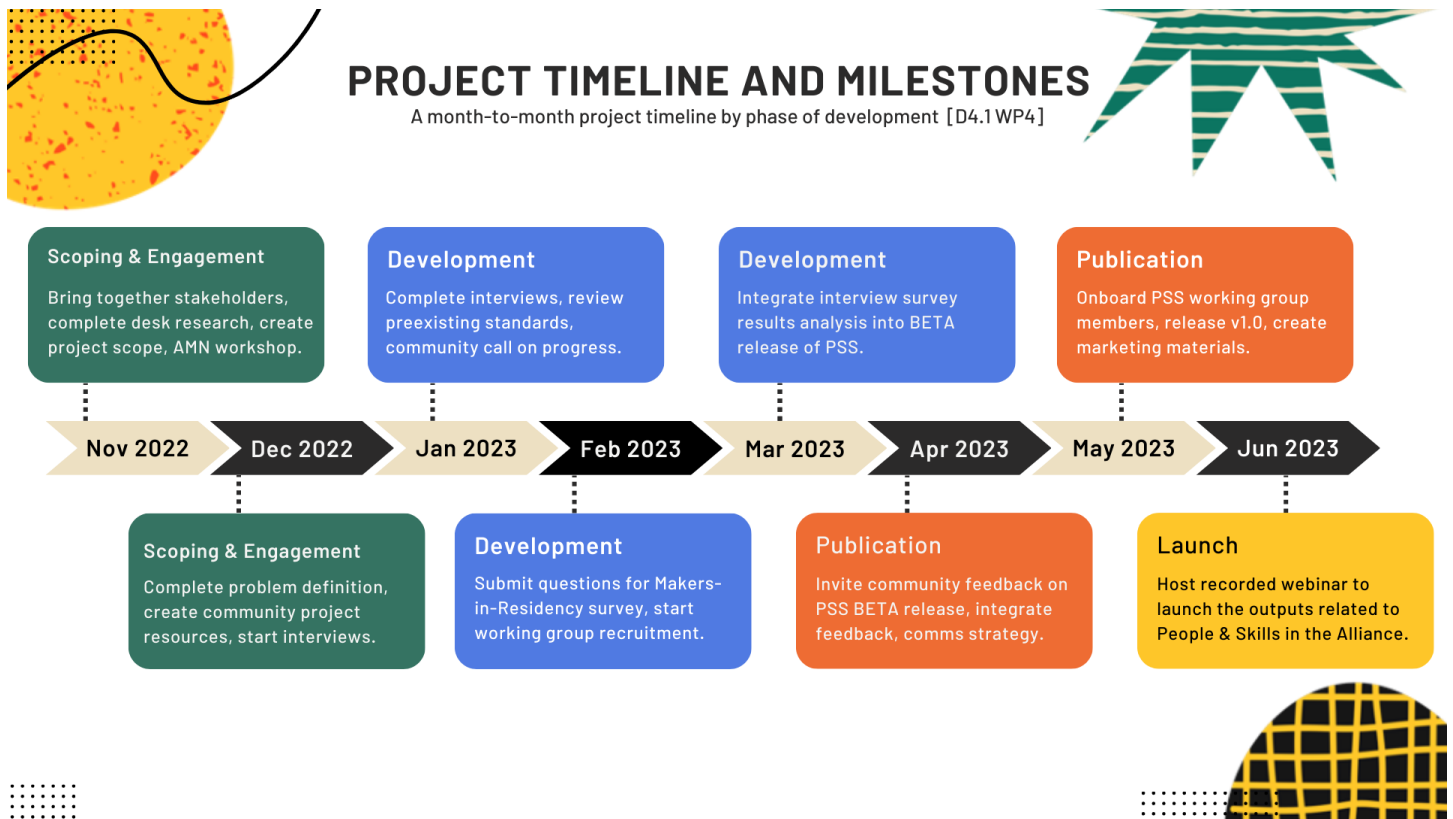 PROJECT TIMELINE AND MILESTONES
A month-to-month project timeline by phase of development [D4.1 WP4]
Scoping & Engagement
Bring together stakeholders,
complete desk research, create
project scope, AMN workshop.
Development
Complete interviews, review
preexisting standards,
community call on progress.
Development
Integrate interview survey
results analysis into BETA
release of PSS.
Publication
Onboard PSS working group
members, release v1.0, create
marketing materials.
Nov 2022
Dec 2022
Jan 2023
Feb 2023
Mar 2023
Apr 2023
May 2023
Jun 2023
Scoping & Engagement
Complete problem definition,
create community project
resources, start interviews.
Development
Submit questions for Makers-
in-Residency survey, start
working group recruitment.
Publication
Invite community feedback on
PSS BETA release, integrate
feedback, comms strategy.
Launch
Host recorded webinar to
launch the outputs related to
People & Skills in the Alliance.